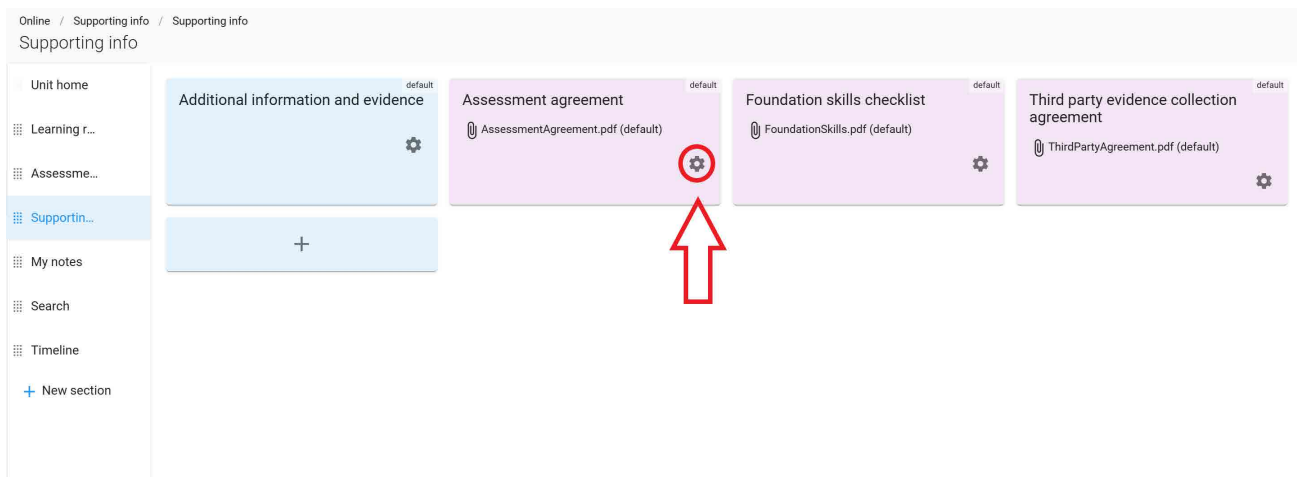 Online / Supporting info / Supporting info
Supporting info
Unit home
Learning r...
Assessme...
Supportin...
My notes
Search
Timeline
+ New section
default
Additional information and evidence
default
Assessment agreement
AssessmentAgreement.pdf (default)
default
Foundation skills checklist
FoundationSkills.pdf (default)
default
Third party evidence collection
agreement
ThirdPartyAgreement.pdf (default)
+